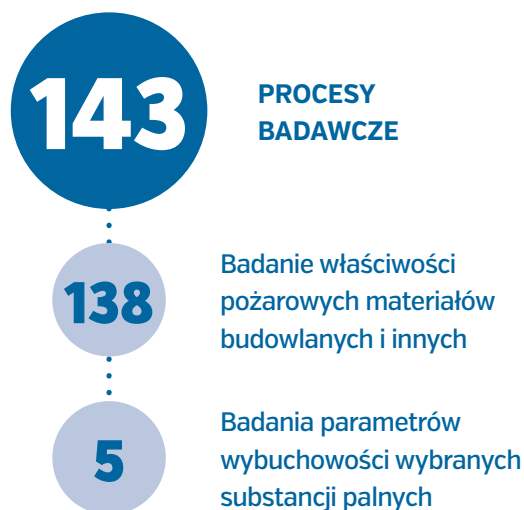 143
PROCESY
BADAWCZE
138
Badanie właściwości
pożarowych materiałów
budowlanych i innych
5
Badania parametrów
wybuchowości wybranych
substancji palnych